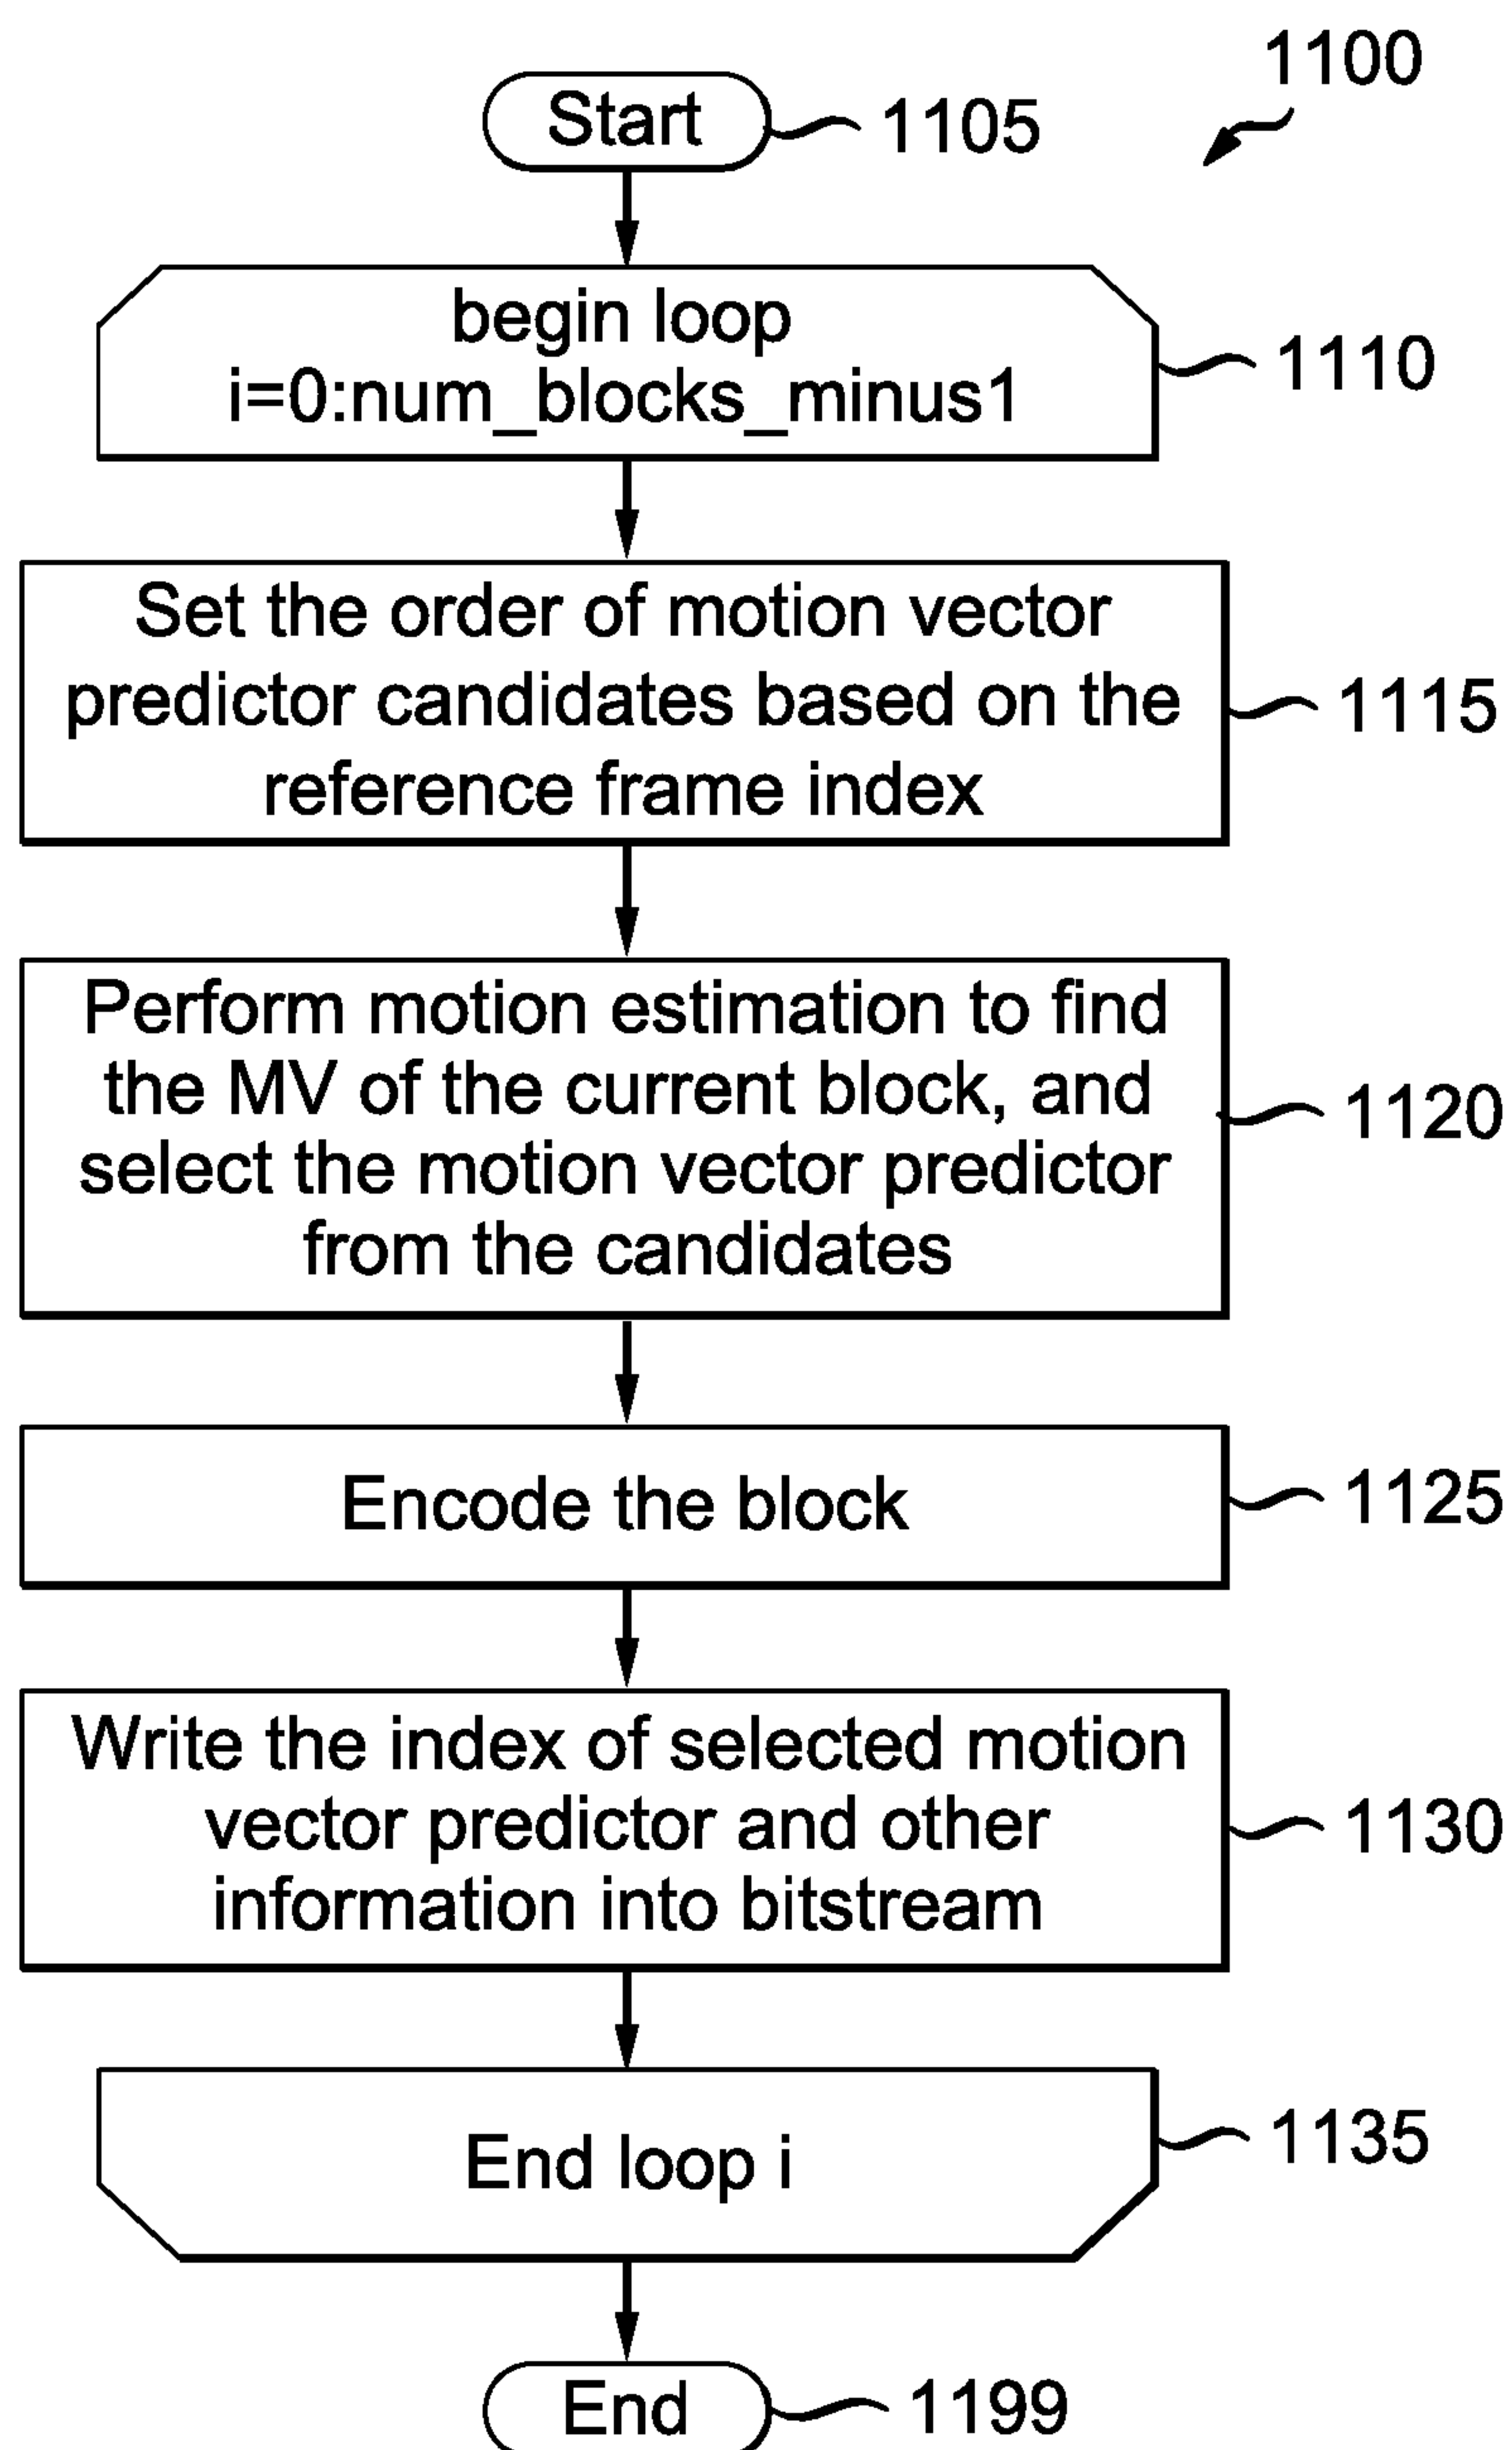 1100
Start
1105
begin loop
i=0:num_blocks_minus1
1110
Set the order of motion vector
predictor candidates based on the
reference frame index
1115
Perform motion estimation to find
the MV of the current block, and
select the motion vector predictor
from the candidates
1120
Encode the block
1125
Write the index of selected motion
vector predictor and other
information into bitstream
1130
End loop i
1135
End
1199